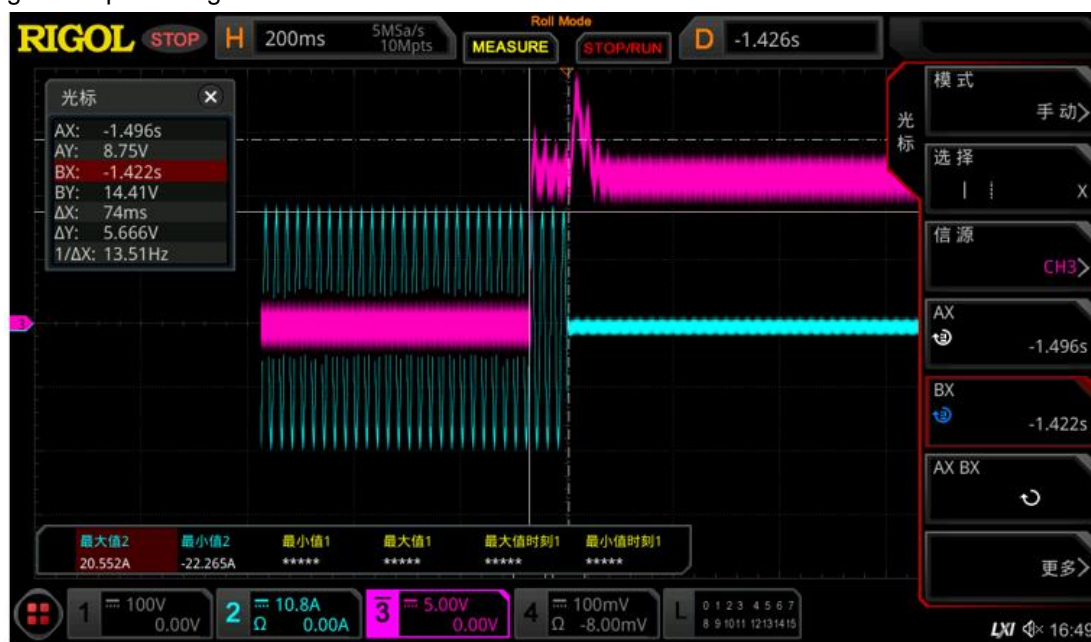 RIGOL STOP H 200ms 5MSa/s 10Mpts Roll Mode MEASURE STOP/RUN D -1.426s
光标
AX: -1.496s
AY: 8.75V
BX: -1.422s
BY: 14.41V
ΔX: 74ms
ΔY: 5.666V
1/ΔX: 13.51Hz
3
光标
模式
手动>
选择
X
信源
CH3>
AX
-1.496s
BX
-1.422s
AX BX
更多>
最大值2 最小值2 最小值1 最大值1 最大值时刻1 最小值时刻1
20.552A -22.265A ***** ***** ***** *****
1 100V 0.00V 2 Ω 10.8A 0.00A 3 5.00V 0.00V 4 Ω 100mV -8.00mV L 0 1 2 3 4 5 6 7
8 9 10 11 12 13 14 15
LXI 16:49